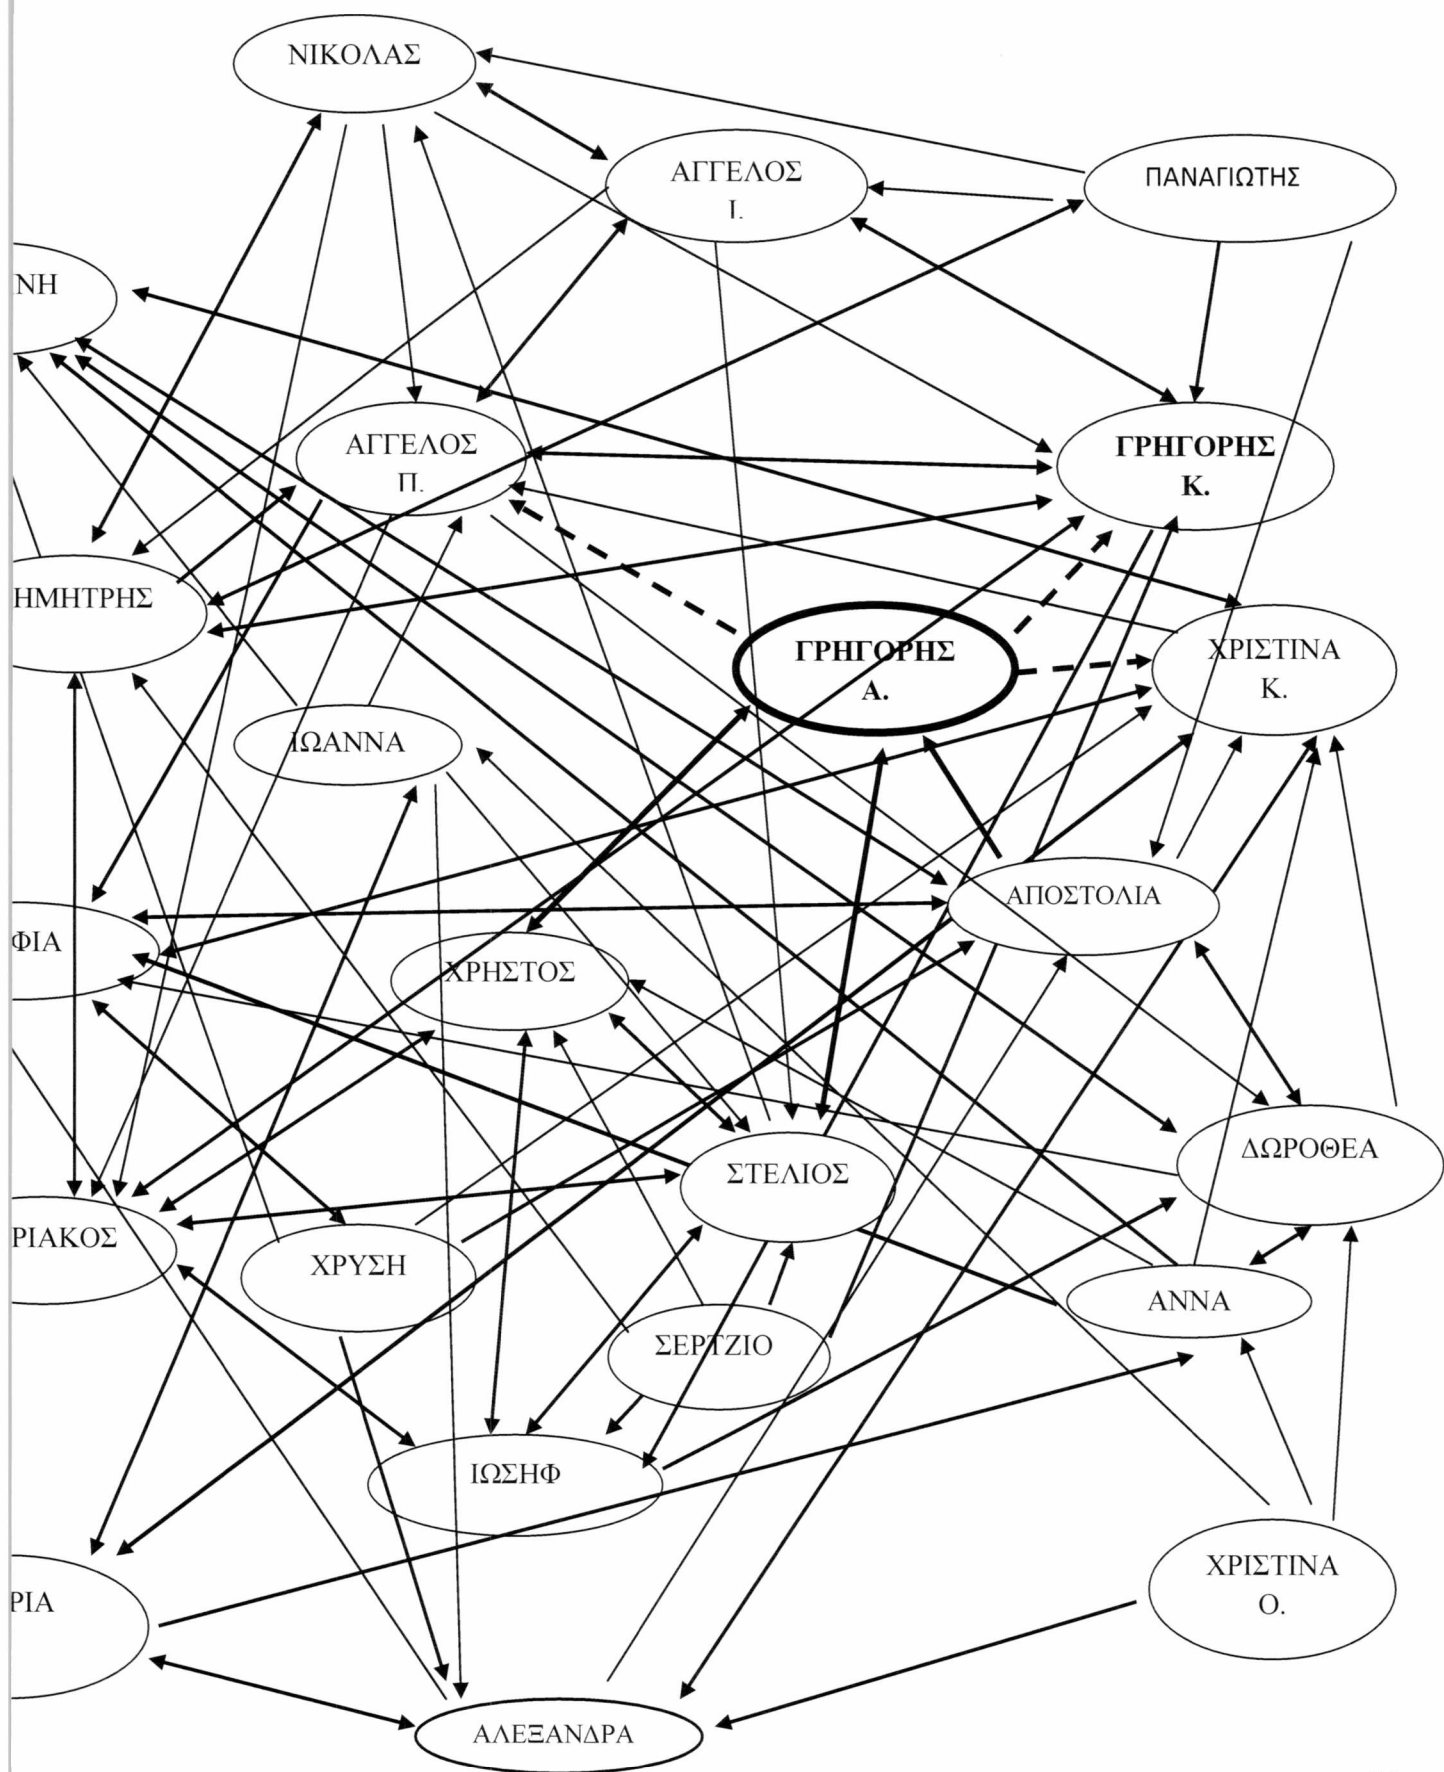 ΝΙΚΟΛΑΣ
ΑΓΓΕΛΟΣ
Ι.
ΠΑΝΑΓΙΩΤΗΣ
ΝΗ
ΑΓΓΕΛΟΣ
Π.
ΓΡΗΓΟΡΗΣ
Κ.
ΗΜΗΤΡΗΣ
ΓΡΗΓΟΡΗΣ
Α.
ΧΡΙΣΤΙΝΑ
Κ.
ΙΩΑΝΝΑ
ΑΠΟΣΤΟΛΙΑ
ΦΙΑ
ΧΡΗΣΤΟΣ
ΔΩΡΟΘΕΑ
ΣΤΕΛΙΟΣ
ΡΙΑΚΟΣ
ΧΡΥΣΗ
ΑΝΝΑ
ΣΕΡΤΖΙΟ
ΙΩΣΗΦ
ΧΡΙΣΤΙΝΑ
Ο.
ΡΙΑ
ΑΛΕΞΑΝΔΡΑ